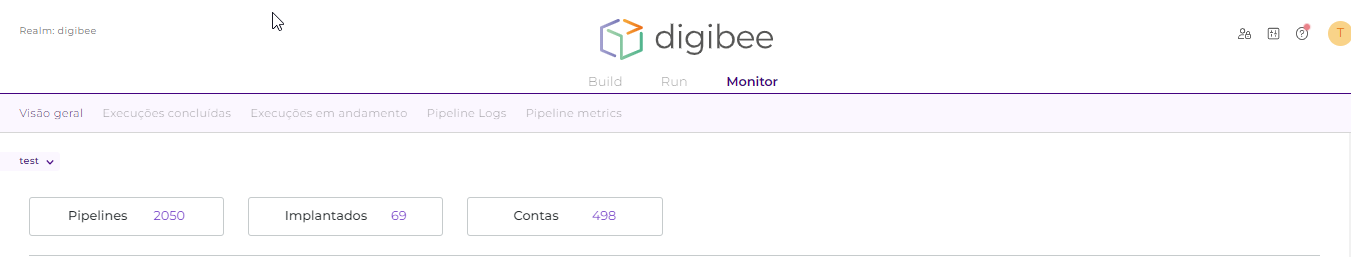 Realm: digibee
digibee
T
Build Run Monitor
Visão geral Execuções concluídas Execuções em andamento Pipeline Logs Pipeline metrics
test
Pipelines 2050 Implantados 69 Contas 498